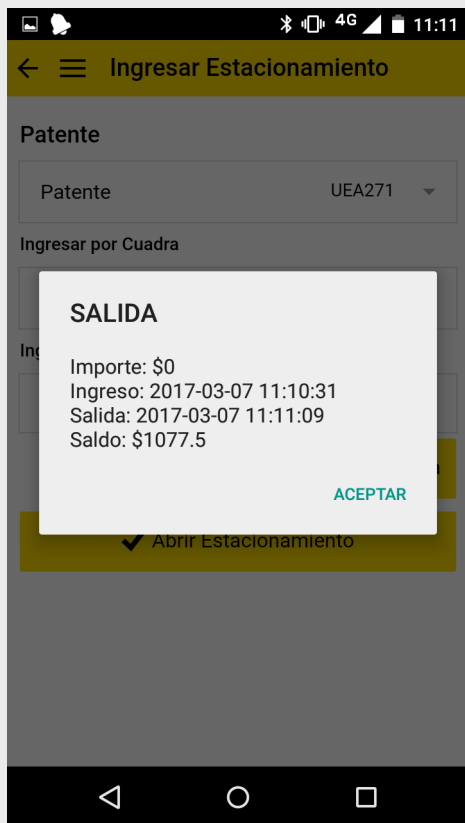 4G 11:11
Ingresar Estacionamiento
Patente
Patente UEA271
Ingresar por Cuadra
SALIDA
Importe: $0
Ingreso: 2017-03-07 11:10:31
Salida: 2017-03-07 11:11:09
Saldo: $1077.5
ACEPTAR
Abrir Estacionamiento